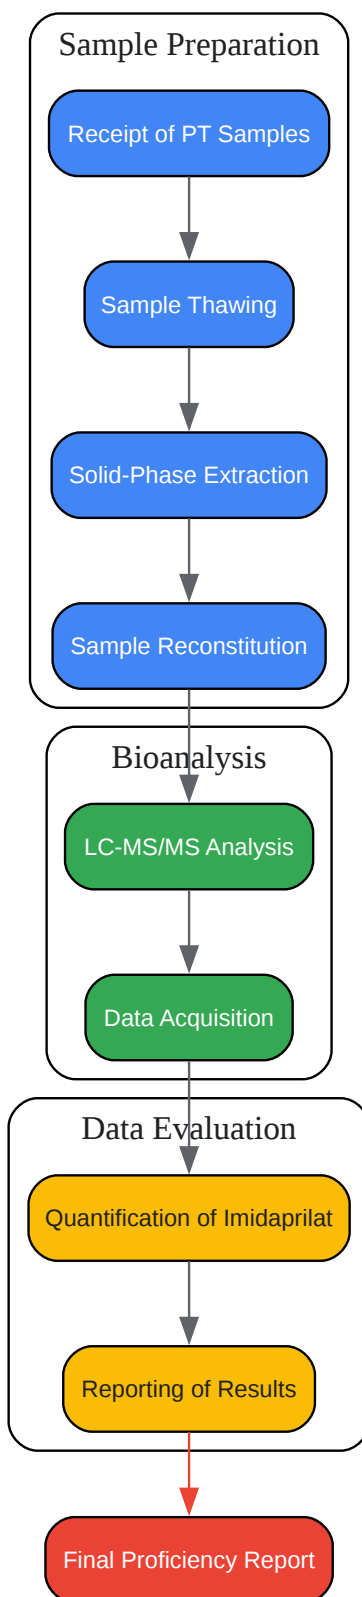 Sample Preparation
Receipt of PT Samples
Sample Thawing
Solid-Phase Extraction
Sample Reconstitution
Bioanalysis
LC-MS/MS Analysis
Data Acquisition
Data Evaluation
Quantification of Imidaprilat
Reporting of Results
Final Proficiency Report